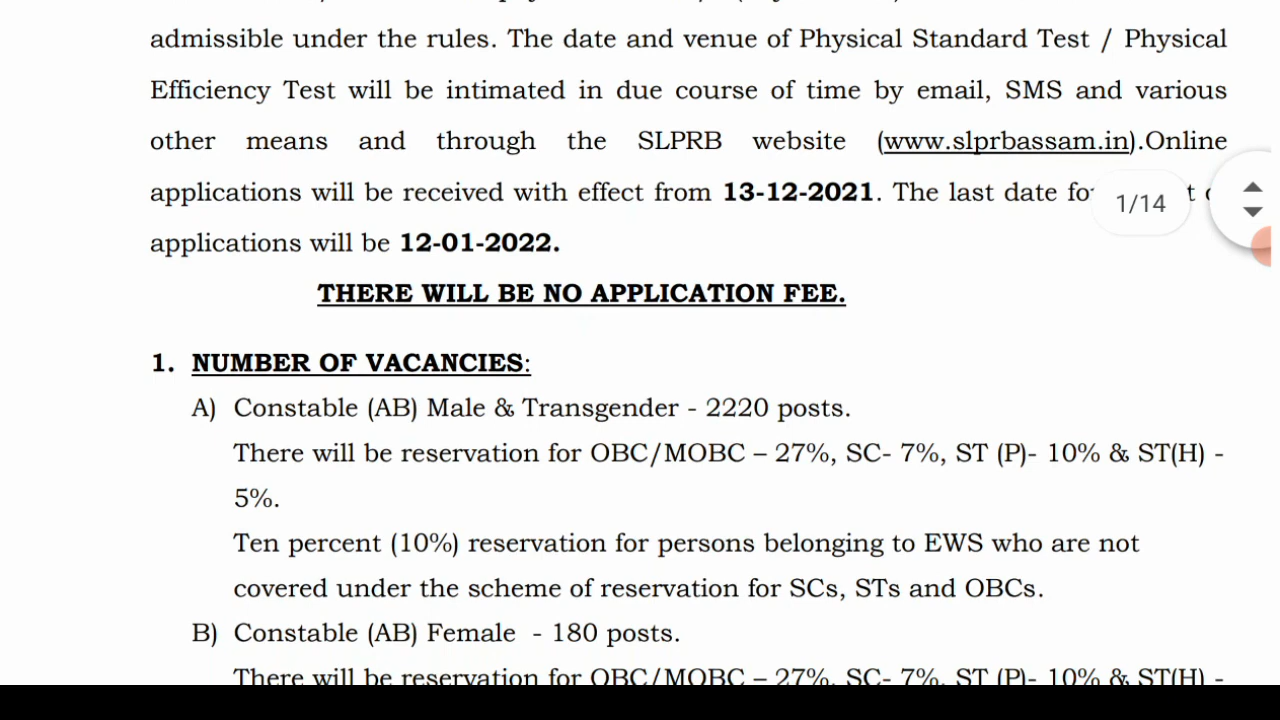 admissible under the rules. The date and venue of Physical Standard Test / Physical
Efficiency Test will be intimated in due course of time by email, SMS and various
other means and through the SLPRB website (www.slprbassam.in).Online
applications will be received with effect from 13-12-2021. The last date
1/14
applications will be 12-01-2022.
THERE WILL BE NO APPLICATION FEE.
1. NUMBER OF VACANCIES:
A) Constable (AB) Male & Transgender - 2220 posts.
There will be reservation for OBC/MOBC – 27%, SC- 7%, ST (P)- 10% & ST(H) -
5%.
Ten percent (10%) reservation for persons belonging to EWS who are not
covered under the scheme of reservation for SCs, STs and OBCs.
B) Constable (AB) Female - 180 posts.
There will be reservation for OBC/MOBC – 27%, SC- 7%, ST (P)- 10% & ST(H) -